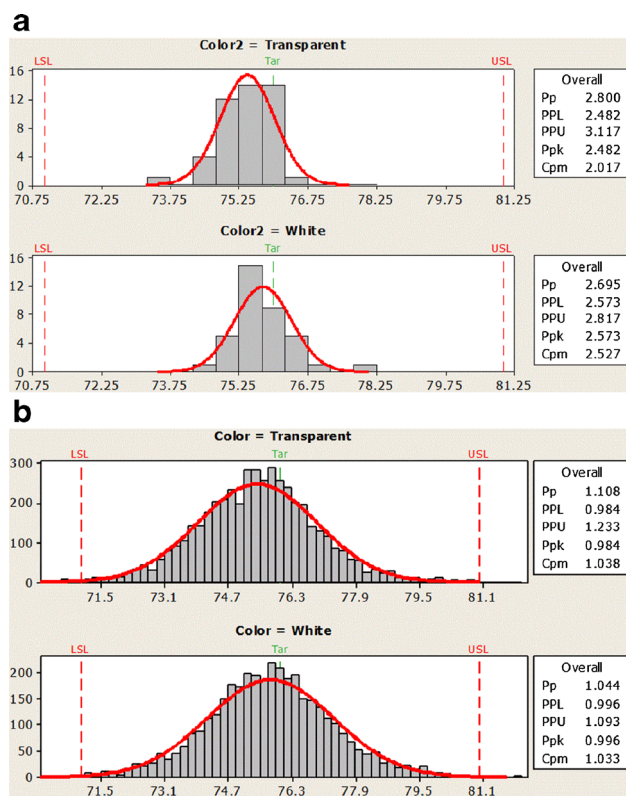 a
Color2 = Transparent
LSL Tar USL
16
12
8
4
0
70.75 72.25 73.75 75.25 76.75 78.25 79.75 81.25
Overall
Pp 2.800
PPL 2.482
PPU 3.117
Ppk 2.482
Cpm 2.017
Color2 = White
LSL Tar USL
16
12
8
4
0
70.75 72.25 73.75 75.25 76.75 78.25 79.75 81.25
Overall
Pp 2.695
PPL 2.573
PPU 2.817
Ppk 2.573
Cpm 2.527
b
Color = Transparent
LSL Tar USL
300
200
100
0
71.5 73.1 74.7 76.3 77.9 79.5 81.1
Overall
Pp 1.108
PPL 0.984
PPU 1.233
Ppk 0.984
Cpm 1.038
Color = White
LSL Tar USL
200
150
100
50
0
71.5 73.1 74.7 76.3 77.9 79.5 81.1
Overall
Pp 1.044
PPL 0.996
PPU 1.093
Ppk 0.996
Cpm 1.033